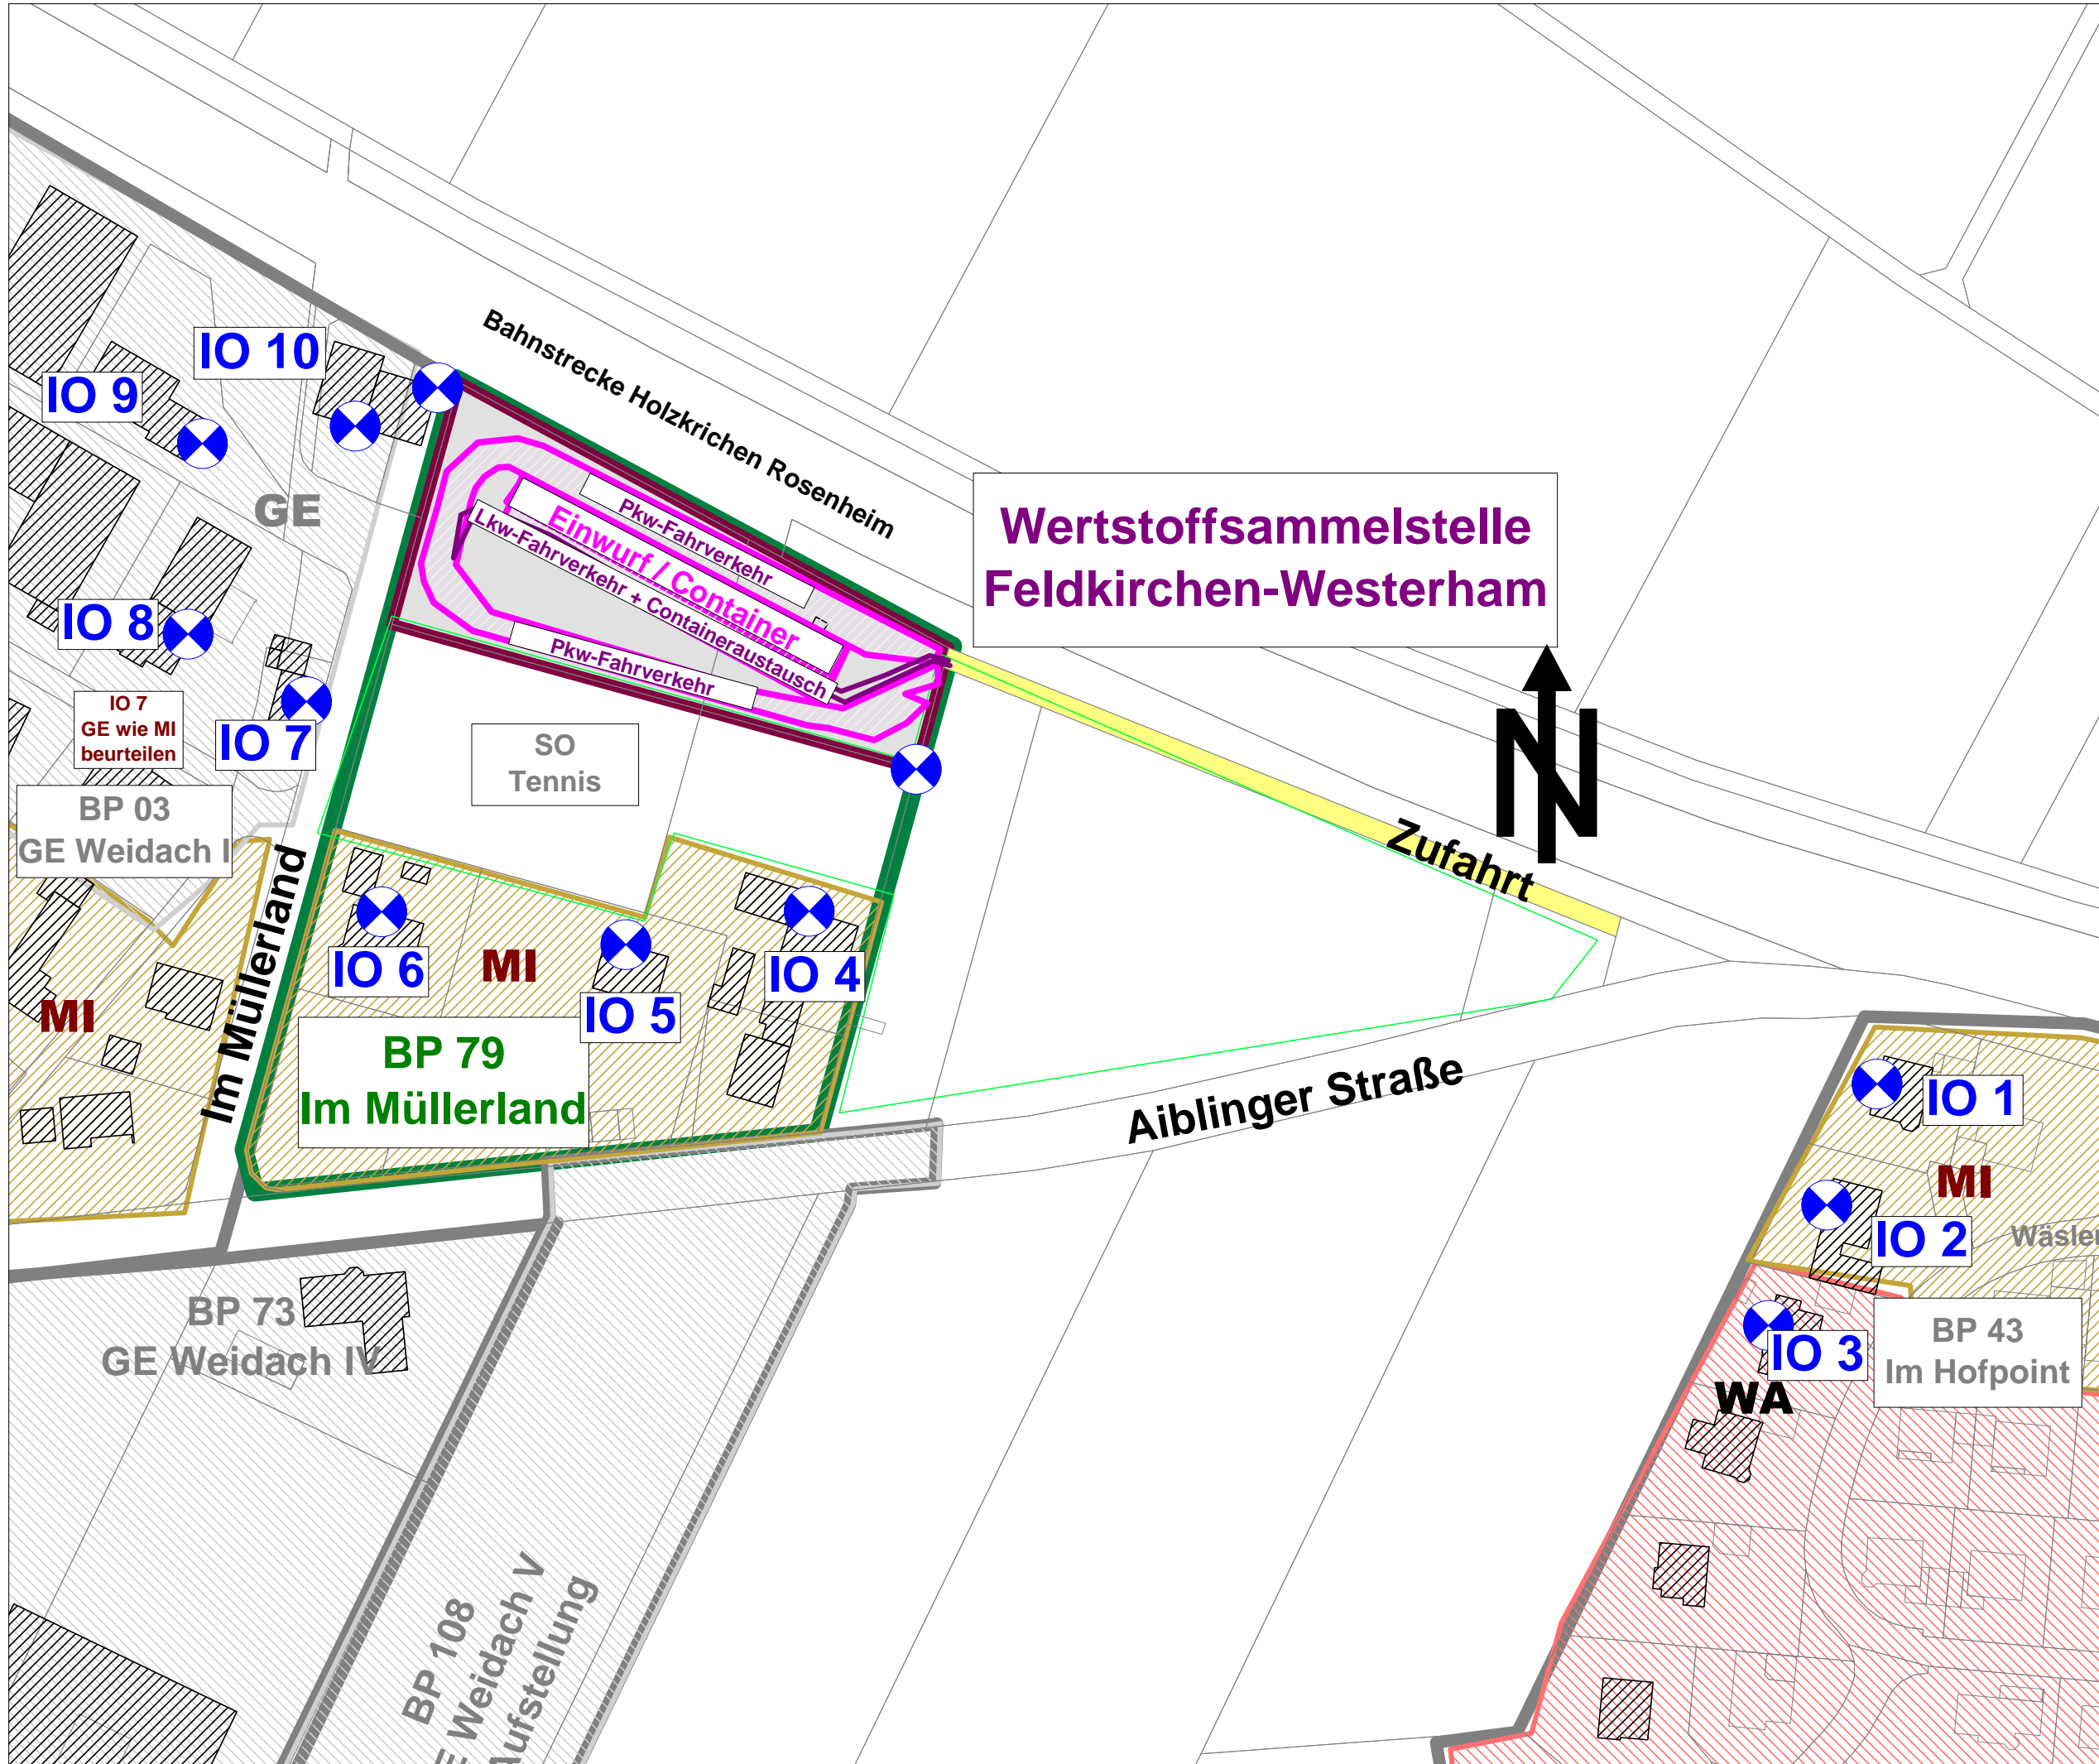 Bahnstrecke Holzkrichen Rosenheim
IO 10
IO 9
GE
Wertstoffsammelstelle
Feldkirchen-Westerham
Pkw-Fahrverkehr
Einwurf / Container
Lkw-Fahrverkehr + Containeraustausch
Pkw-Fahrverkehr
IO 8
IO 7
GE wie MI
beurteilen
IO 7
SO
Tennis
N
BP 03
GE Weidach I
Zufahrt
Im Müllerland
IO 6
MI
IO 5
IO 4
MI
BP 79
Im Müllerland
Aiblinger Straße
IO 1
MI
IO 2
Wäsler
BP 73
GE Weidach IV
IO 3
BP 43
Im Hofpoint
WA
BP 108
E Weidach V
Aufstellung